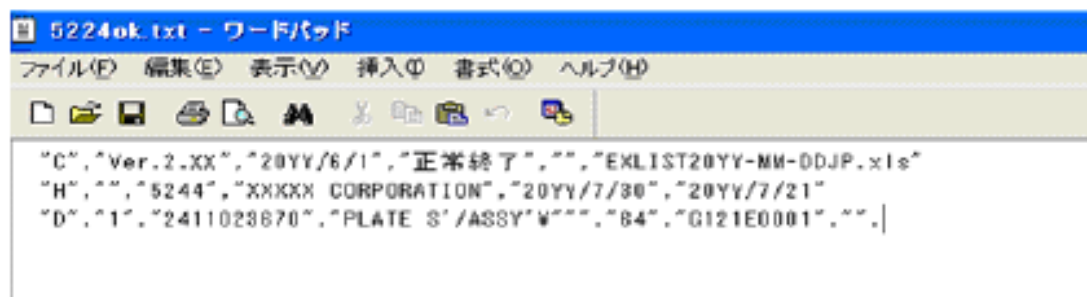 5224ok.txt - ワードパッド
ファイル(F) 編集(E) 表示(V) 挿入(I) 書式(O) ヘルプ(H)
"C","Ver.2.XX","20YY/6/1","正常終了","","EXLIST20YY-MM-DDJP.xls"
"H","","5244","XXXXX CORPORATION","20YY/7/30","20YY/7/21"
"D","1","2411023670","PLATE S'/ASSY'¥""","64","G121E0001","",